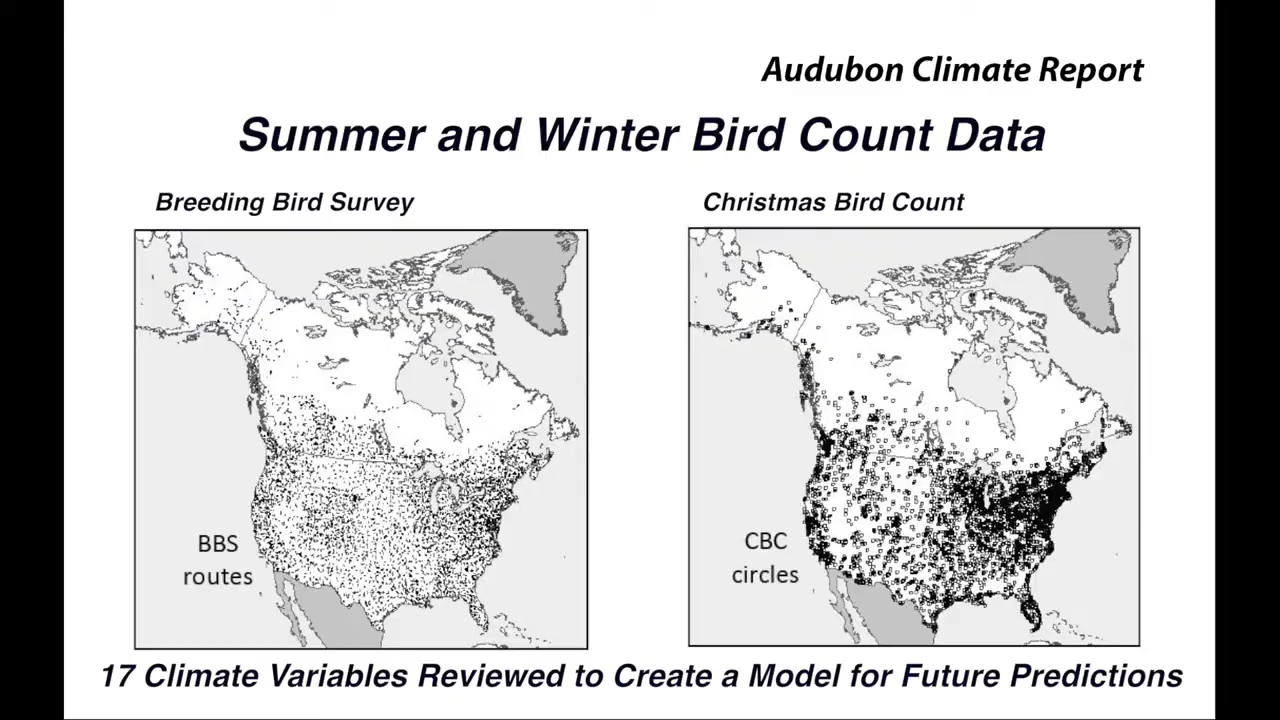 Audubon Climate Report
Summer and Winter Bird Count Data
Breeding Bird Survey
Christmas Bird Count
BBS
routes
CBC
circles
17 Climate Variables Reviewed to Create a Model for Future Predictions